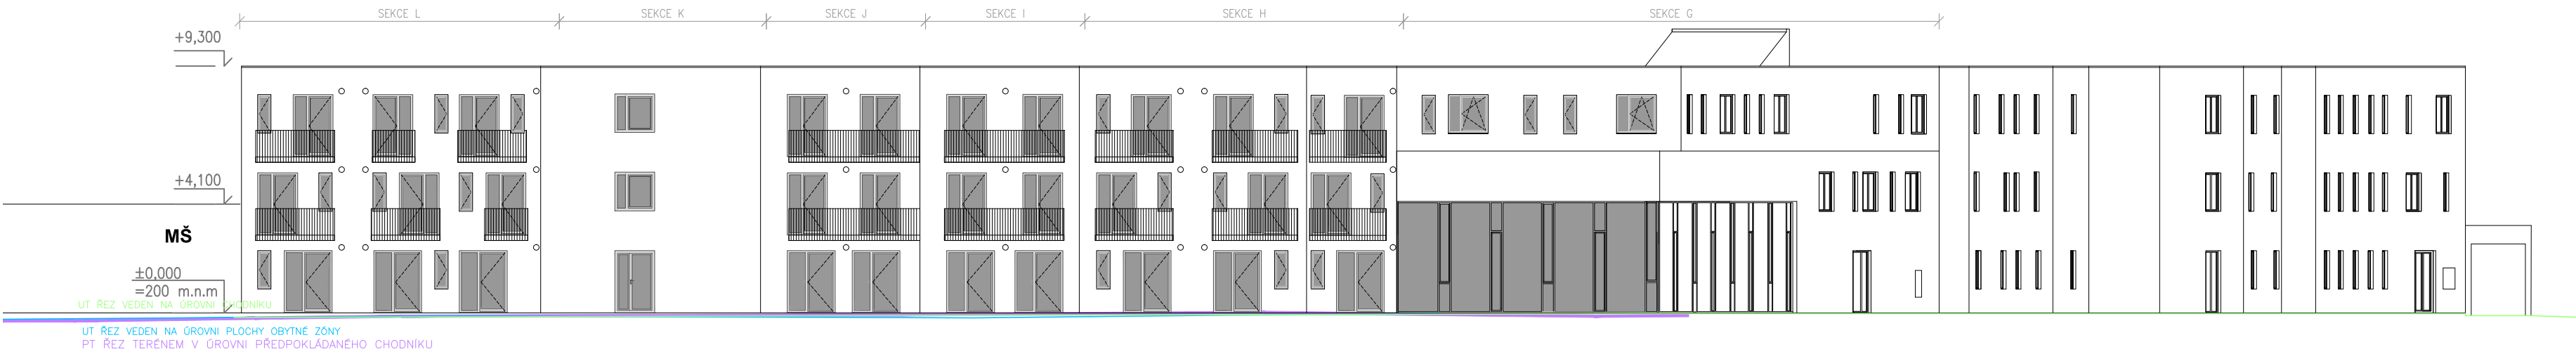 SEKCE L
SEKCE K
SEKCE J
SEKCE I
SEKCE H
SEKCE G
+9,300
+4,100
MŠ
±0,000
=200 m.n.m
UT ŘEZ VEDEN NA ÚROVNI CHODNÍKU
UT ŘEZ VEDEN NA ÚROVNI PLOCHY OBYTNÉ ZÓNY
PT ŘEZ TERÉNEM V ÚROVNI PŘEDPOKLÁDANÉHO CHODNÍKU